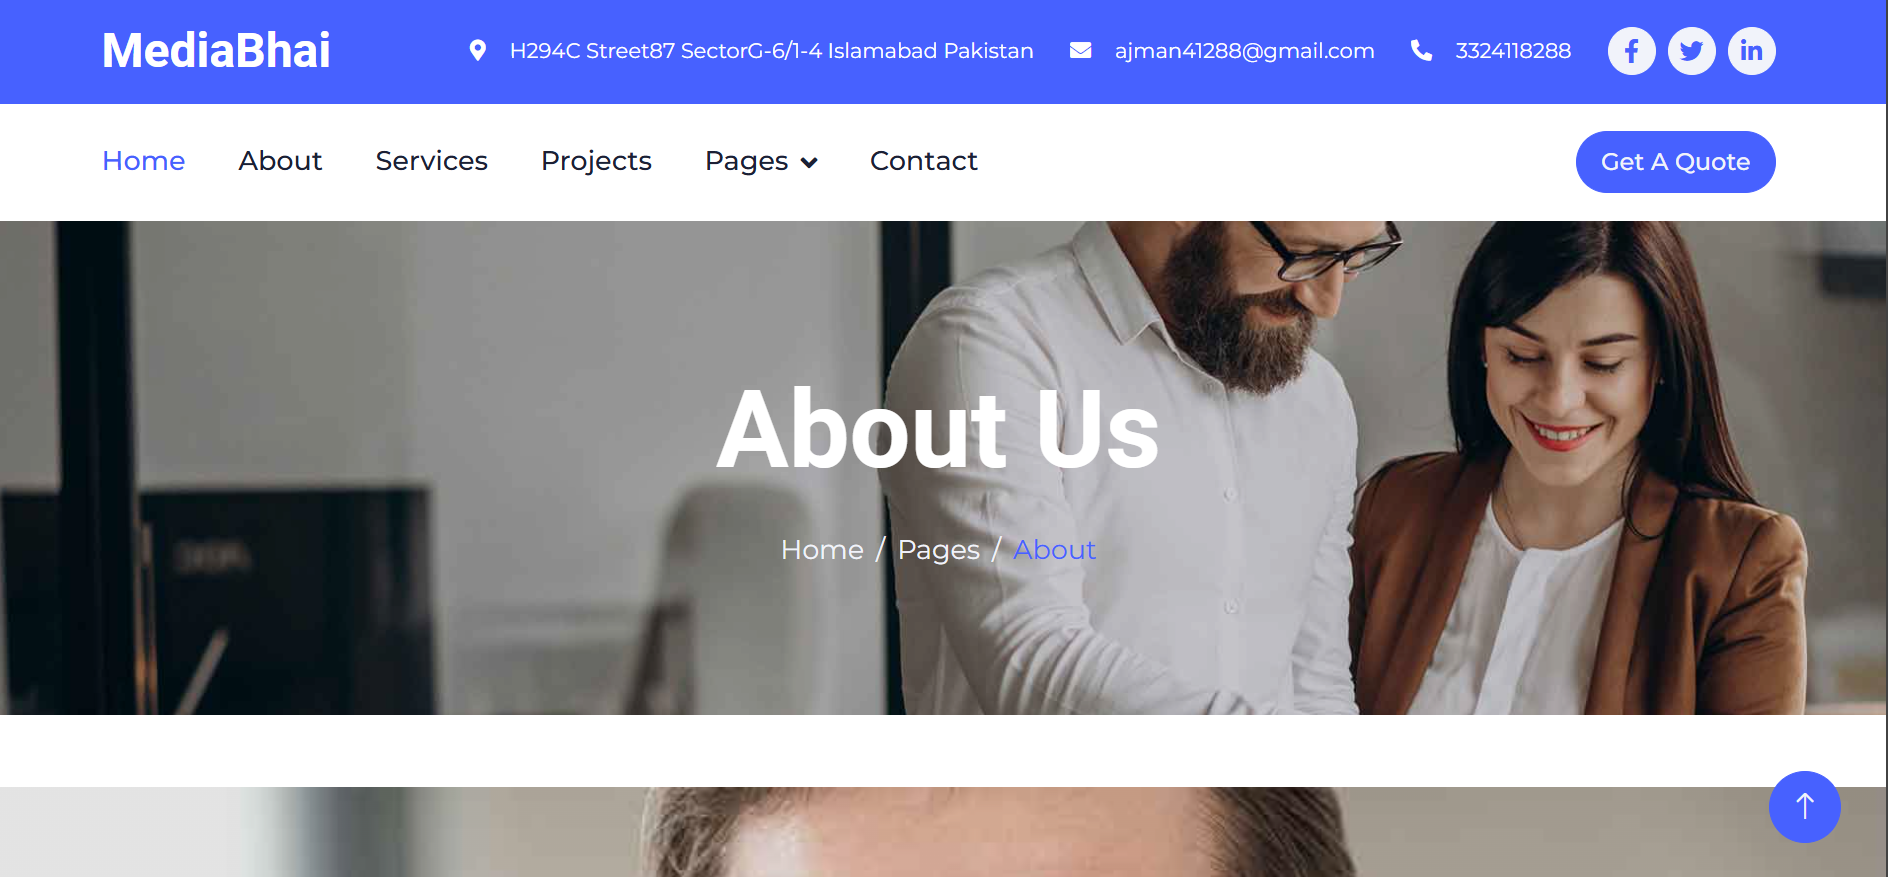 MediaBhai
H294C Street87 SectorG-6/1-4 Islamabad Pakistan
ajman41288@gmail.com
3324118288
Home
About
Services
Projects
Pages
Contact
Get A Quote
About Us
Home / Pages / About